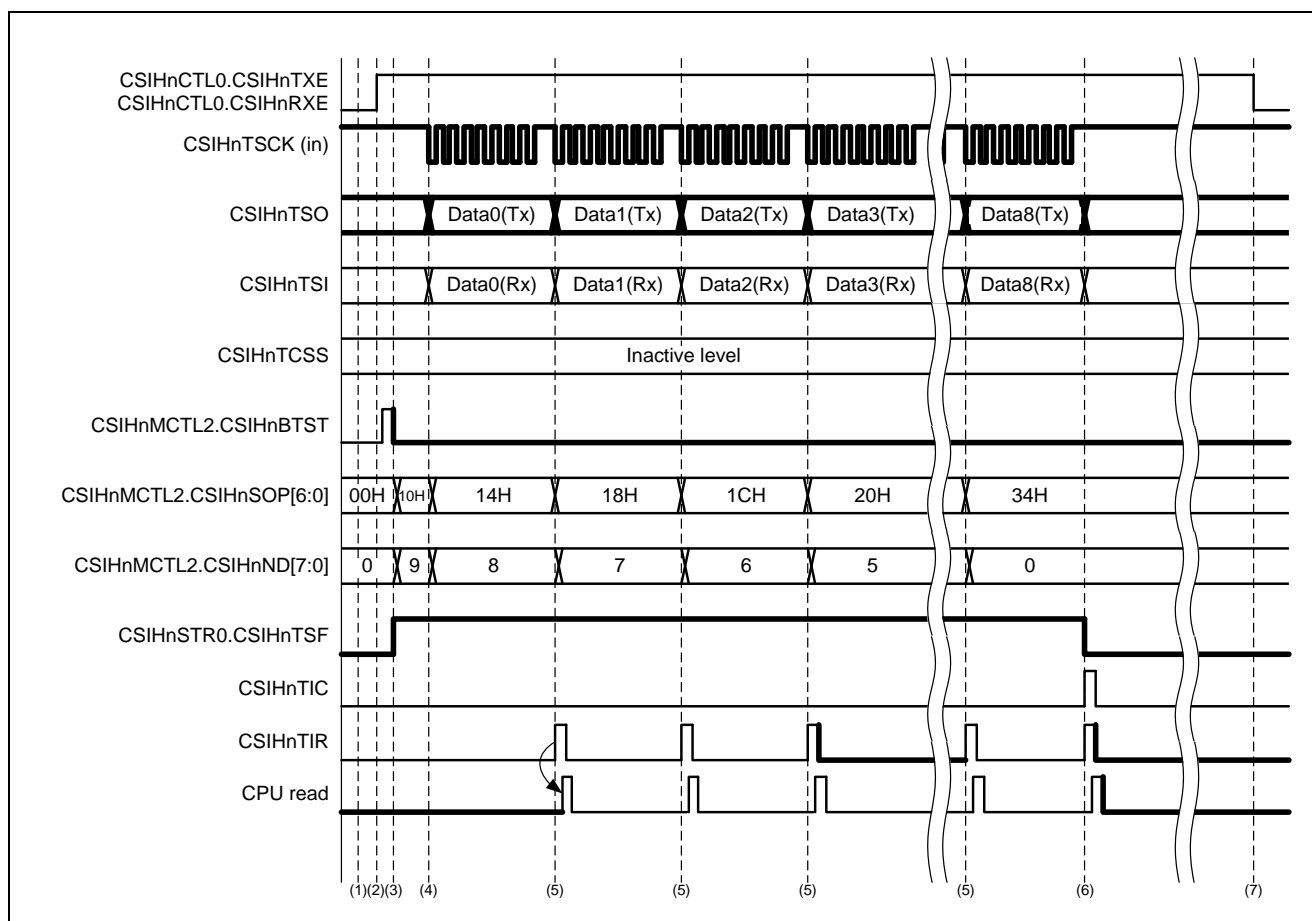 CSIHnCTL0.CSIHnTXE
CSIHnCTL0.CSIHnRXE
CSIHnTSCK (in)
CSIHnTSO Data0(Tx) Data1(Tx) Data2(Tx) Data3(Tx) Data8(Tx)
CSIHnTSI Data0(Rx) Data1(Rx) Data2(Rx) Data3(Rx) Data8(Rx)
CSIHnTCSS Inactive level
CSIHnMCTL2.CSIHnBTST
CSIHnMCTL2.CSIHnSOP[6:0] 00H 10H 14H 18H 1CH 20H 34H
CSIHnMCTL2.CSIHnND[7:0] 0 9 8 7 6 5 0
CSIHnSTR0.CSIHnTSF
CSIHnTIC
CSIHnTIR
CPU read
(1) (2) (3) (4) (5) (5) (5) (5) (6) (7)